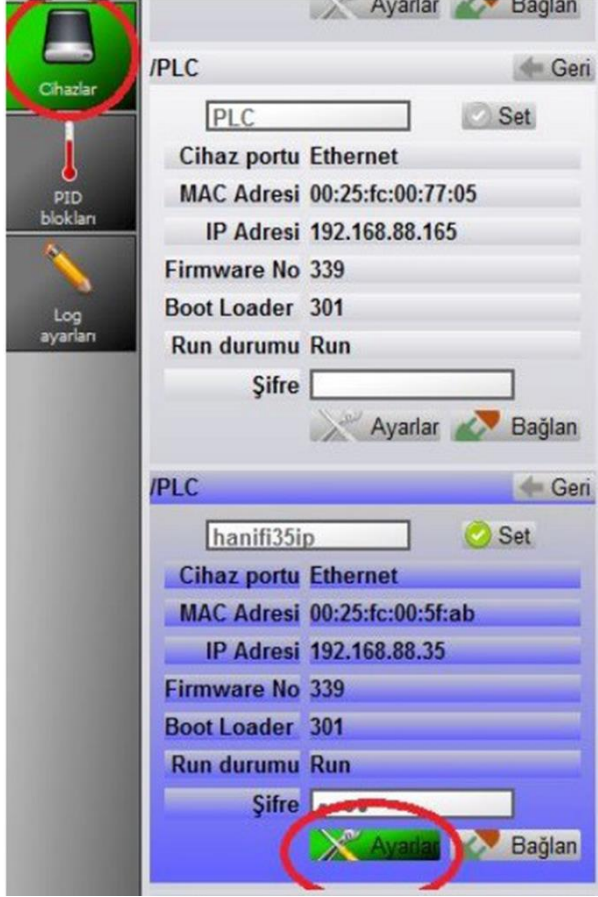 Ayarlar Bağlan
Cihazlar
PID
blokları
Log
ayarları
/PLC Geri
PLC Set
Cihaz portu Ethernet
MAC Adresi 00:25:fc:00:77:05
IP Adresi 192.168.88.165
Firmware No 339
Boot Loader 301
Run durumu Run
Şifre
Ayarlar Bağlan
/PLC Geri
hanifi35ip Set
Cihaz portu Ethernet
MAC Adresi 00:25:fc:00:5f:ab
IP Adresi 192.168.88.35
Firmware No 339
Boot Loader 301
Run durumu Run
Şifre
Ayarlar Bağlan